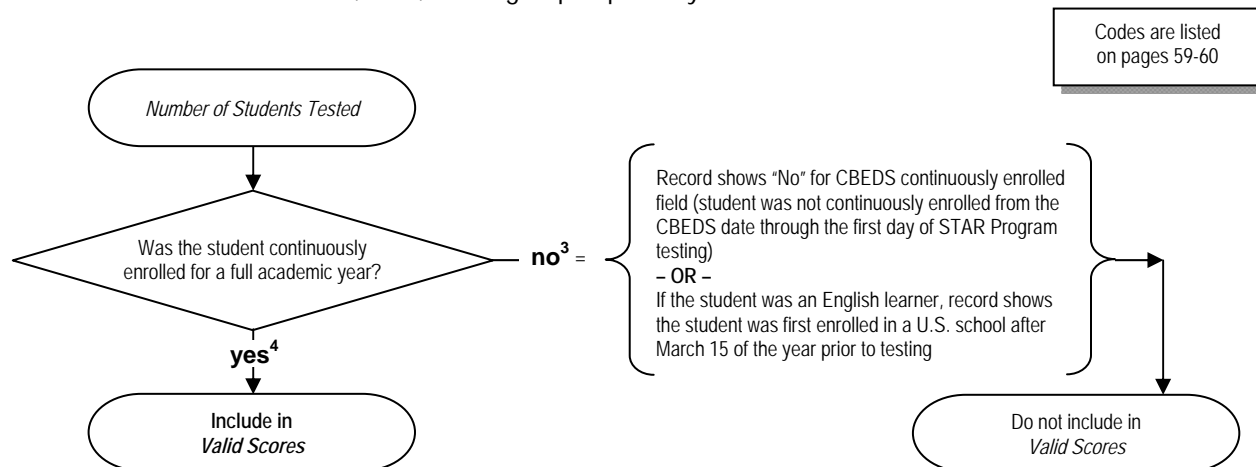 Codes are listed
on pages 59-60
Number of Students Tested
Was the student continuously
enrolled for a full academic year?
no³ =
Record shows "No" for CBEDS continuously enrolled
field (student was not continuously enrolled from the
CBEDS date through the first day of STAR Program
testing)
– OR –
If the student was an English learner, record shows
the student was first enrolled in a U.S. school after
March 15 of the year prior to testing
yes⁴
Include in
Valid Scores
Do not include in
Valid Scores